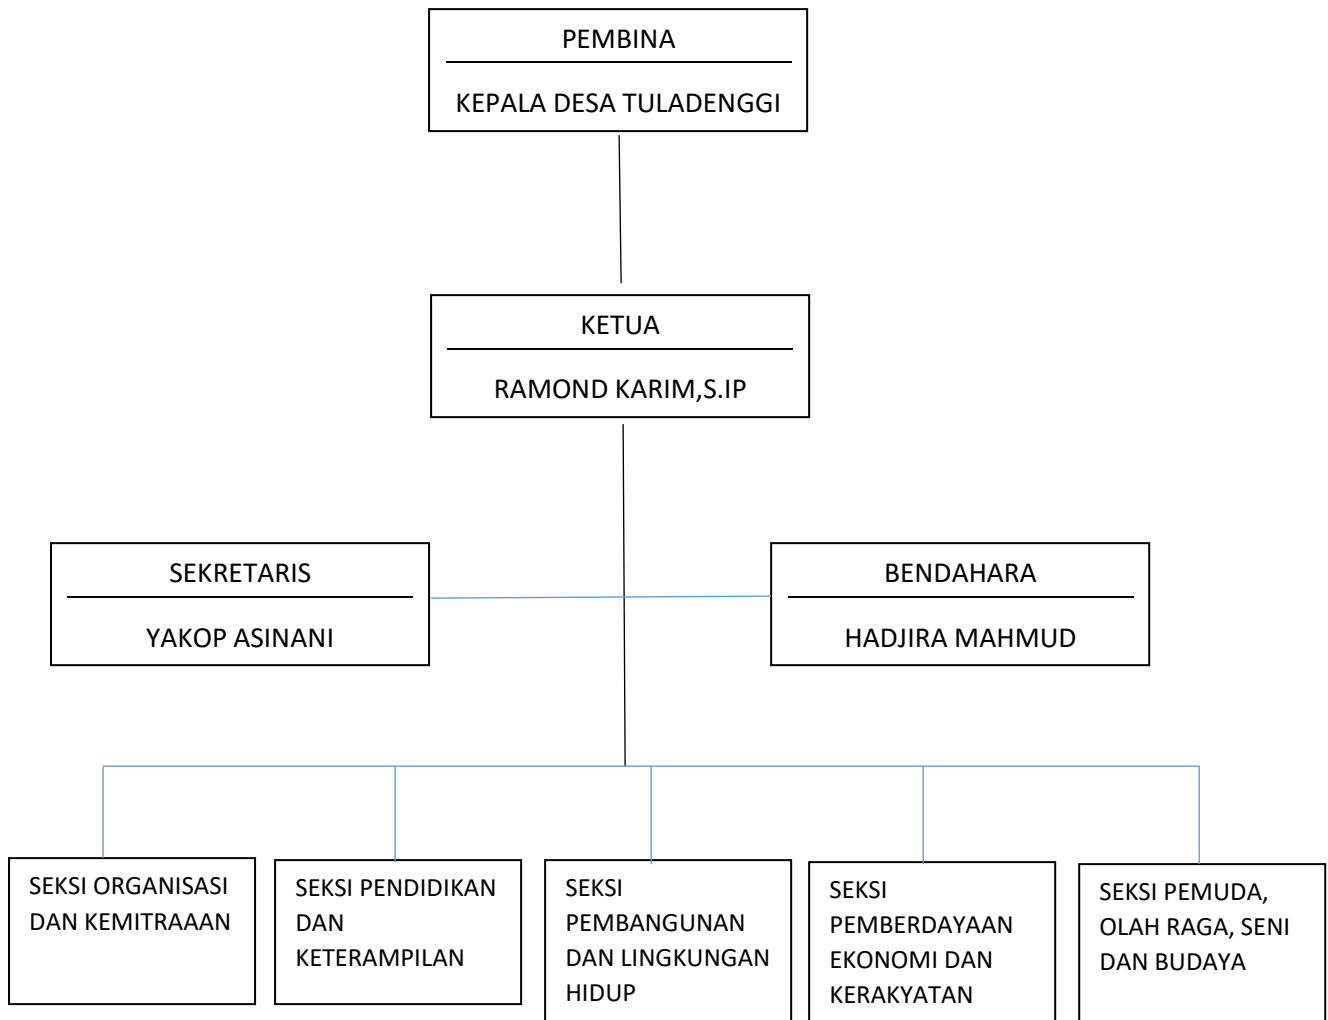 PEMBINA
KEPALA DESA TULADENGGI
KETUA
RAMOND KARIM,S.IP
SEKRETARIS
YAKOP ASINANI
BENDAHARA
HADJIRA MAHMUD
SEKSI ORGANISASI
DAN KEMITRAAAN
SEKSI PENDIDIKAN
DAN
KETERAMPILAN
SEKSI
PEMBANGUNAN
DAN LINGKUNGAN
HIDUP
SEKSI
PEMBERDAYAAN
EKONOMI DAN
KERAKYATAN
SEKSI PEMUDA,
OLAH RAGA, SENI
DAN BUDAYA